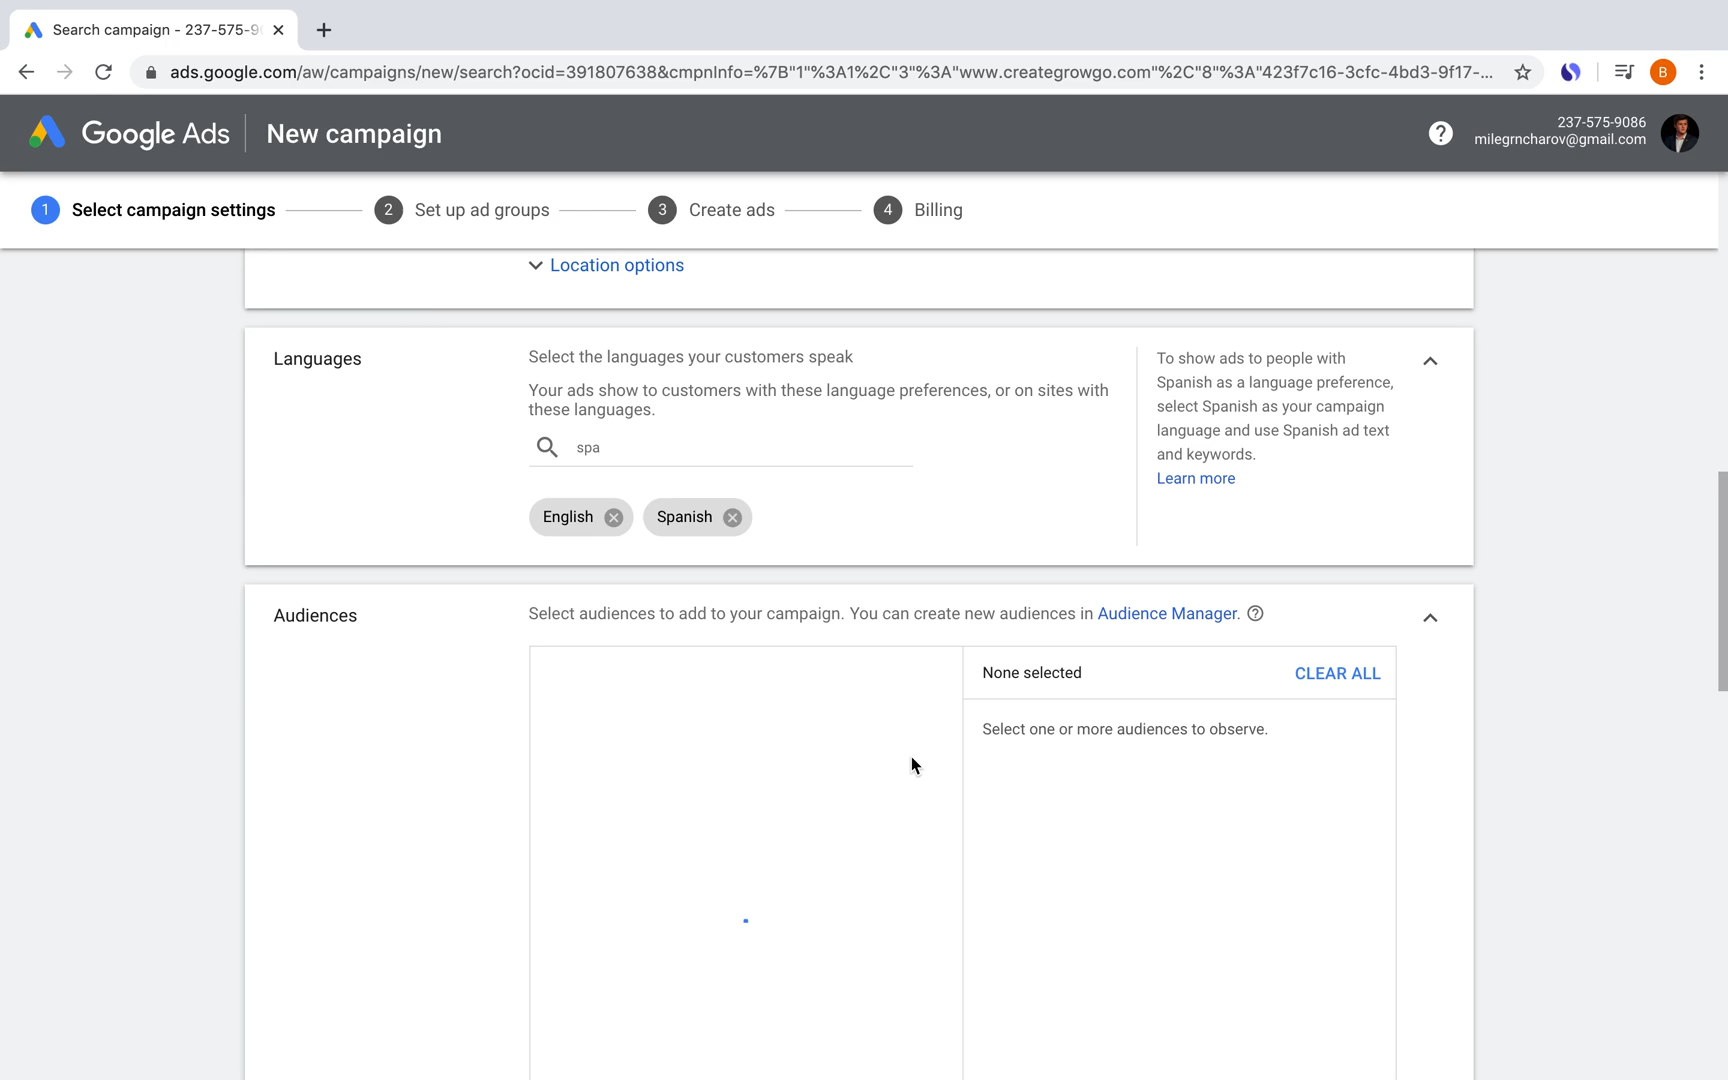 Search campaign - 237-575-90
ads.google.com/aw/campaigns/new/search?ocid=391807638&cmpnInfo=%7B"1"%3A1%2C"3"%3A"www.creategrowgo.com"%2C"8"%3A"423f7c16-3cfc-4bd3-9f17-...
B
Google Ads
New campaign
?
237-575-9086
milegrncharov@gmail.com
1 Select campaign settings
2 Set up ad groups
3 Create ads
4 Billing
Location options
Languages
Select the languages your customers speak
Your ads show to customers with these language preferences, or on sites with
these languages.
spa
English
Spanish
To show ads to people with
Spanish as a language preference,
select Spanish as your campaign
language and use Spanish ad text
and keywords.
Learn more
Audiences
Select audiences to add to your campaign. You can create new audiences in Audience Manager. ?
None selected
CLEAR ALL
Select one or more audiences to observe.